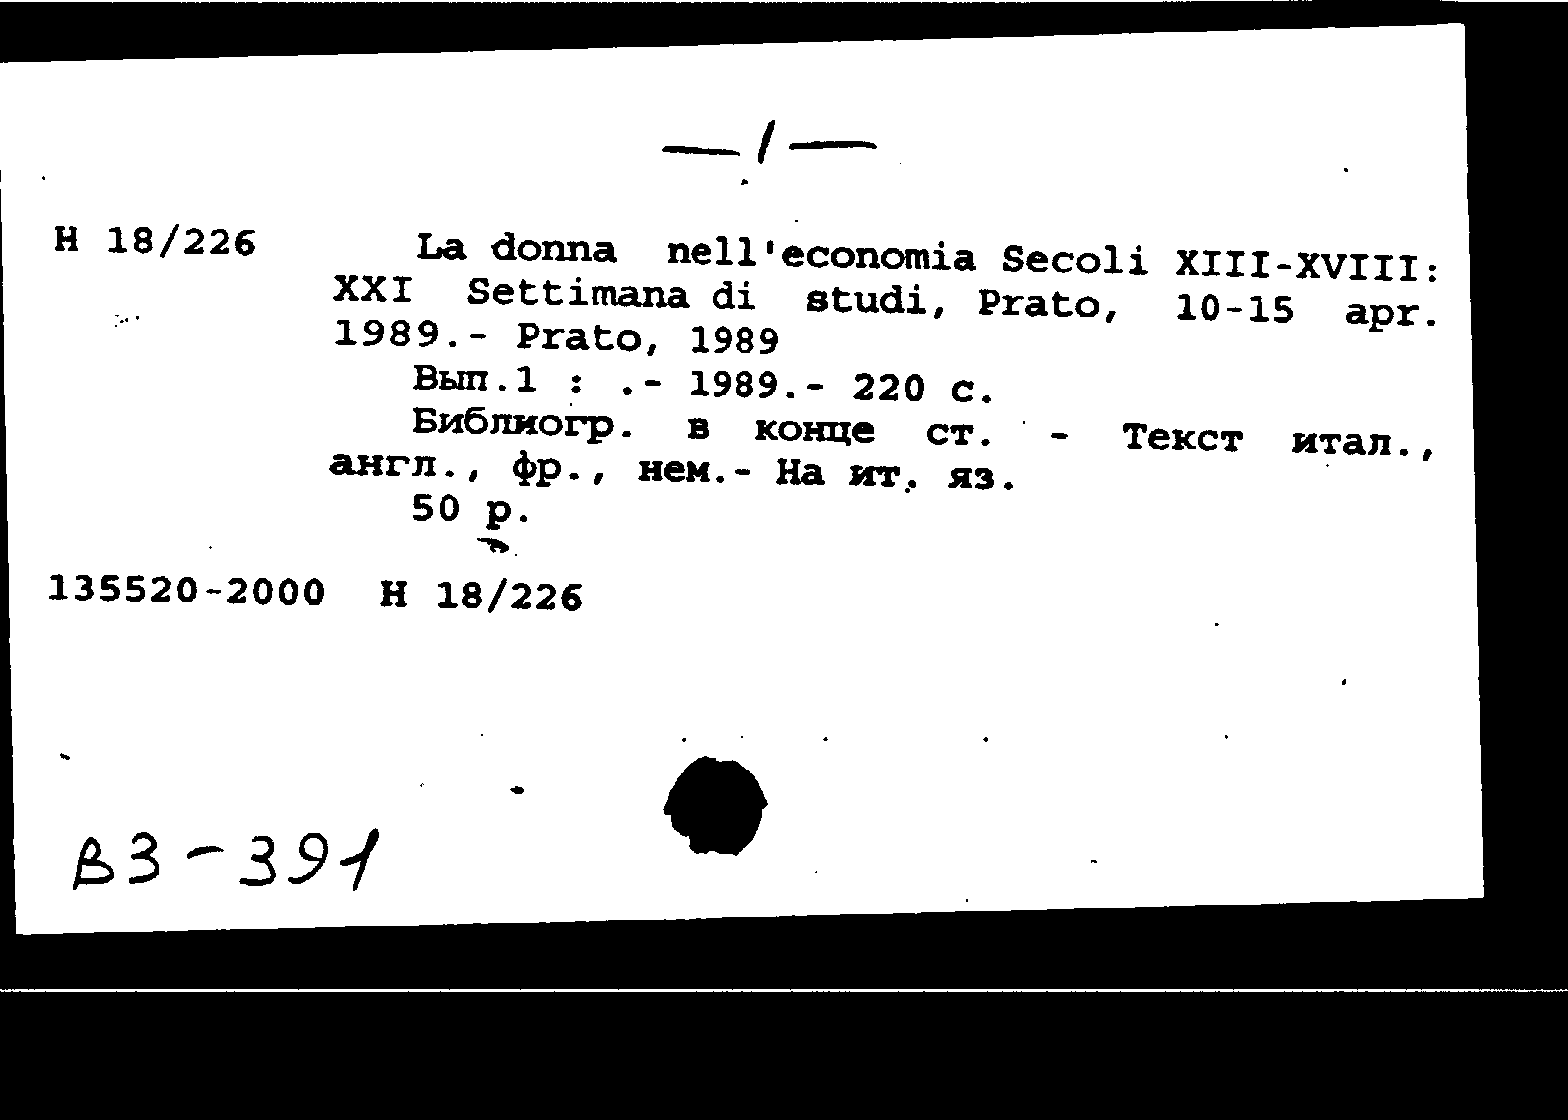 — 1 —
Н 18/226 La donna nell'economia Secoli XIII-XVIII:
XXI Settimana di studi, Prato, 10-15 apr.
1989.- Prato, 1989
Вып.1 : .- 1989.- 220 с.
Библиогр. в конце ст. - Текст итал.,
англ., фр., нем.- На ит. яз.
50 р.
135520-2000 Н 18/226
В3-391